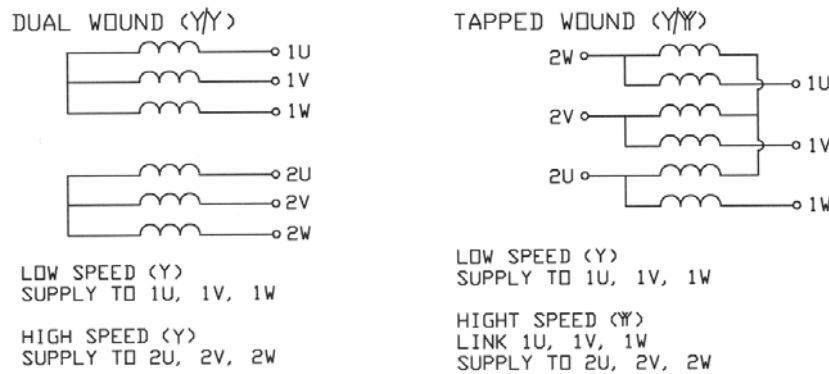 DUAL WOUND (Y/Y)
1U
1V
1W
2U
2V
2W
LOW SPEED (Y)
SUPPLY TO 1U, 1V, 1W
HIGH SPEED (Y)
SUPPLY TO 2U, 2V, 2W
TAPPED WOUND (Y/YY)
2W
1U
2V
1V
2U
1W
LOW SPEED (Y)
SUPPLY TO 1U, 1V, 1W
HIGHT SPEED (YY)
LINK 1U, 1V, 1W
SUPPLY TO 2U, 2V, 2W